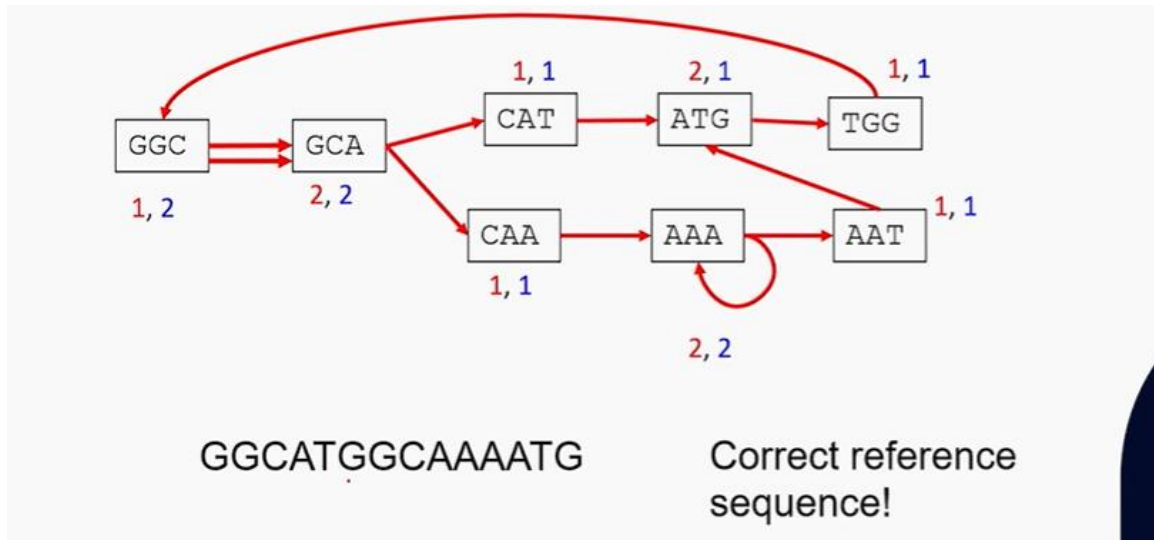 1, 1
2, 1
1, 1
CAT
ATG
TGG
GGC
GCA
1, 2
2, 2
1, 1
CAA
AAA
AAT
1, 1
2, 2
GGCATGGCAAAATG
Correct reference
sequence!